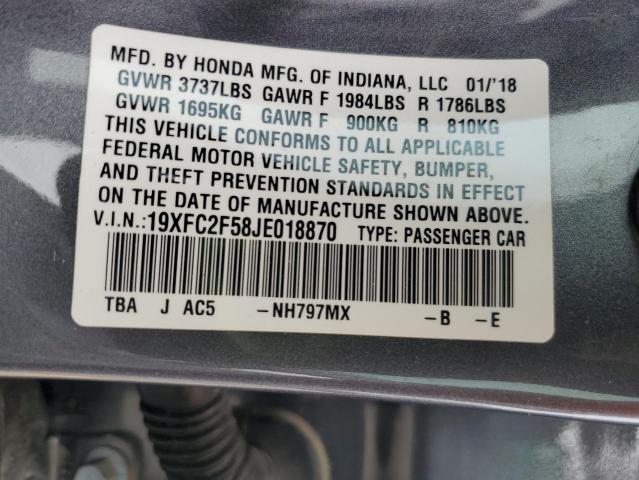 MFD. BY HONDA MFG. OF INDIANA, LLC 01/'18
GVWR 3737LBS GAWR F 1984LBS R 1786LBS
GVWR 1695KG GAWR F 900KG R 810KG
THIS VEHICLE CONFORMS TO ALL APPLICABLE
FEDERAL MOTOR VEHICLE SAFETY, BUMPER,
AND THEFT PREVENTION STANDARDS IN EFFECT
ON THE DATE OF MANUFACTURE SHOWN ABOVE.
V.I.N.:19XFC2F58JE018870 TYPE: PASSENGER CAR
TBA J AC5 -NH797MX -B -E